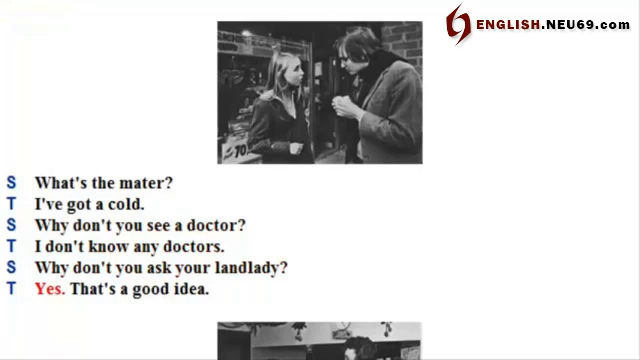 ENGLISH.NEU69.com
70
S What's the mater?
T I've got a cold.
S Why don't you see a doctor?
T I don't know any doctors.
S Why don't you ask your landlady?
T Yes. That's a good idea.